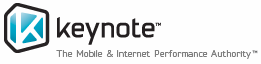 keynote™
The Mobile & Internet Performance Authority™